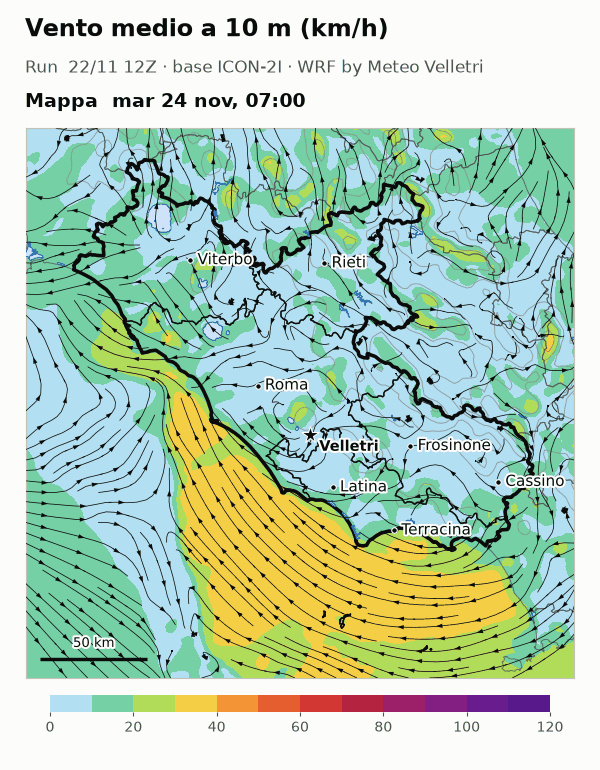 Vento medio a 10 m (km/h)
Run  22/11 12Z · base ICON-2I · WRF by Meteo Velletri
Mappa  mar 24 nov, 07:00
Viterbo
Rieti
Roma
Velletri
Frosinone
Cassino
Latina
Terracina
50 km
0 20 40 60 80 100 120